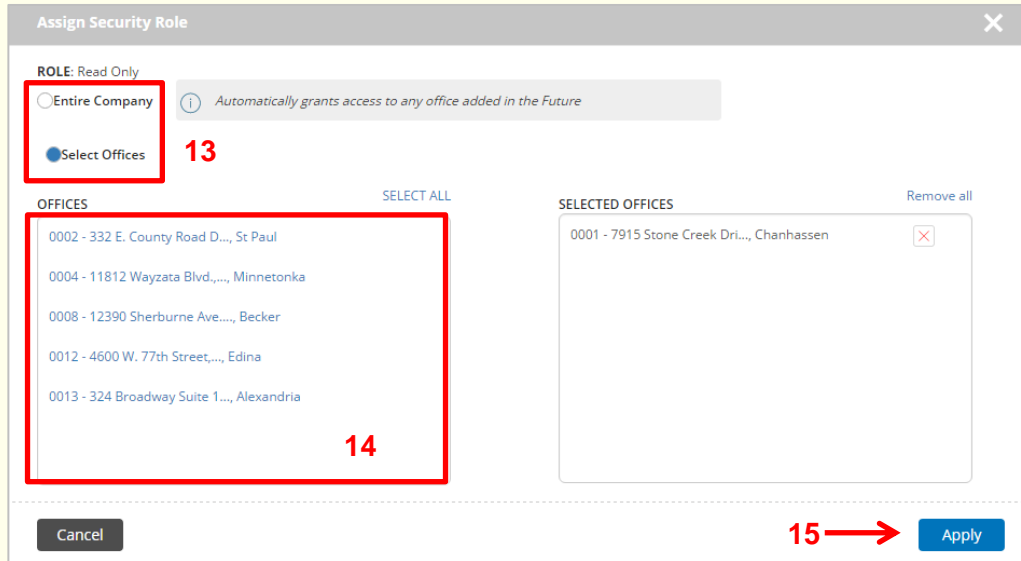 Assign Security Role
ROLE: Read Only
Entire Company
Automatically grants access to any office added in the Future
Select Offices
13
OFFICES
SELECT ALL
0002 - 332 E. County Road D..., St Paul
0004 - 11812 Wayzata Blvd.,..., Minnetonka
0008 - 12390 Sherburne Ave...., Becker
0012 - 4600 W. 77th Street,..., Edina
0013 - 324 Broadway Suite 1..., Alexandria
14
SELECTED OFFICES
Remove all
0001 - 7915 Stone Creek Dri..., Chanhassen
Cancel
15
Apply